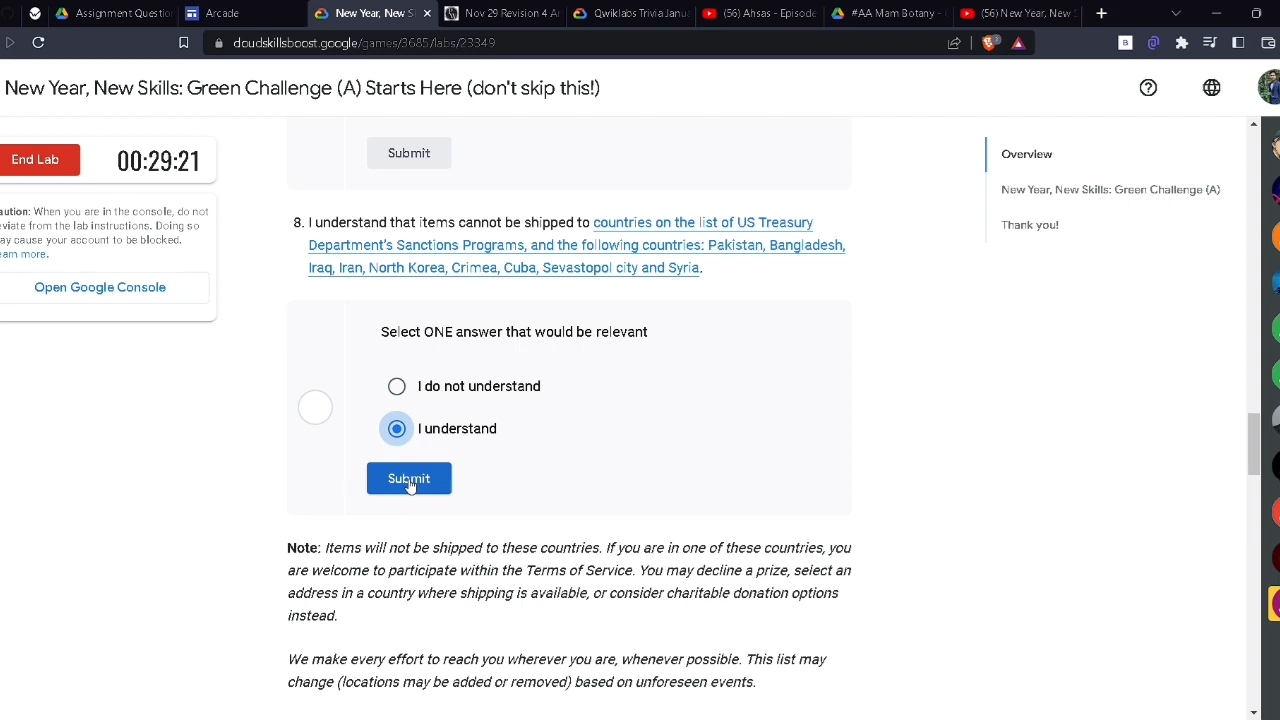 Assignment Questio
Arcade
New Year, New S
Nov 29 Revision 4 Ar
Qwiklabs Trivia Janua
(56) Ahsas - Episode
#AA Mam Botany -
(56) New Year, New
cloudskillsboost.google/games/3685/labs/23349
New Year, New Skills: Green Challenge (A) Starts Here (don't skip this!)
End Lab
00:29:21
aution: When you are in the console, do not
eviate from the lab instructions. Doing so
ay cause your account to be blocked.
earn more.
Open Google Console
Submit
8. I understand that items cannot be shipped to countries on the list of US Treasury
Department's Sanctions Programs, and the following countries: Pakistan, Bangladesh,
Iraq, Iran, North Korea, Crimea, Cuba, Sevastopol city and Syria.
Select ONE answer that would be relevant
I do not understand
I understand
Submit
Note: Items will not be shipped to these countries. If you are in one of these countries, you
are welcome to participate within the Terms of Service. You may decline a prize, select an
address in a country where shipping is available, or consider charitable donation options
instead.
We make every effort to reach you wherever you are, whenever possible. This list may
change (locations may be added or removed) based on unforeseen events.
Overview
New Year, New Skills: Green Challenge (A)
Thank you!